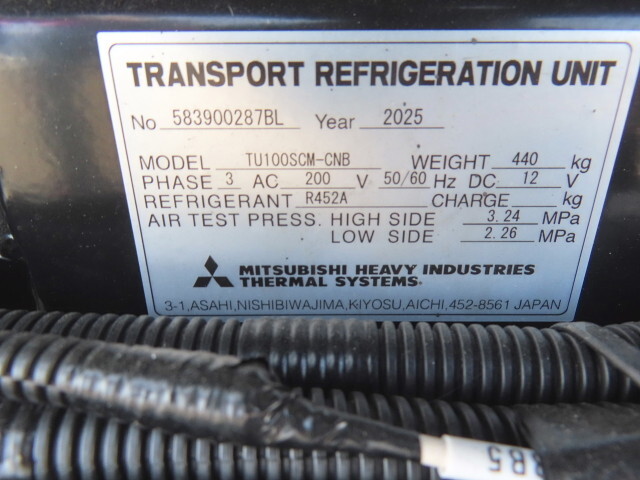 TRANSPORT REFRIGERATION UNIT
No 583900287BL Year 2025
MODEL TU100SCM-CNB WEIGHT 440 kg
PHASE 3 AC 200 V 50/60 Hz DC 12 V
REFRIGERANT R452A CHARGE kg
AIR TEST PRESS. HIGH SIDE 3.24 MPa
LOW SIDE 2.26 MPa
MITSUBISHI HEAVY INDUSTRIES
THERMAL SYSTEMS.
3-1,ASAHI,NISHIBIWAJIMA,KIYOSU,AICHI,452-8561 JAPAN